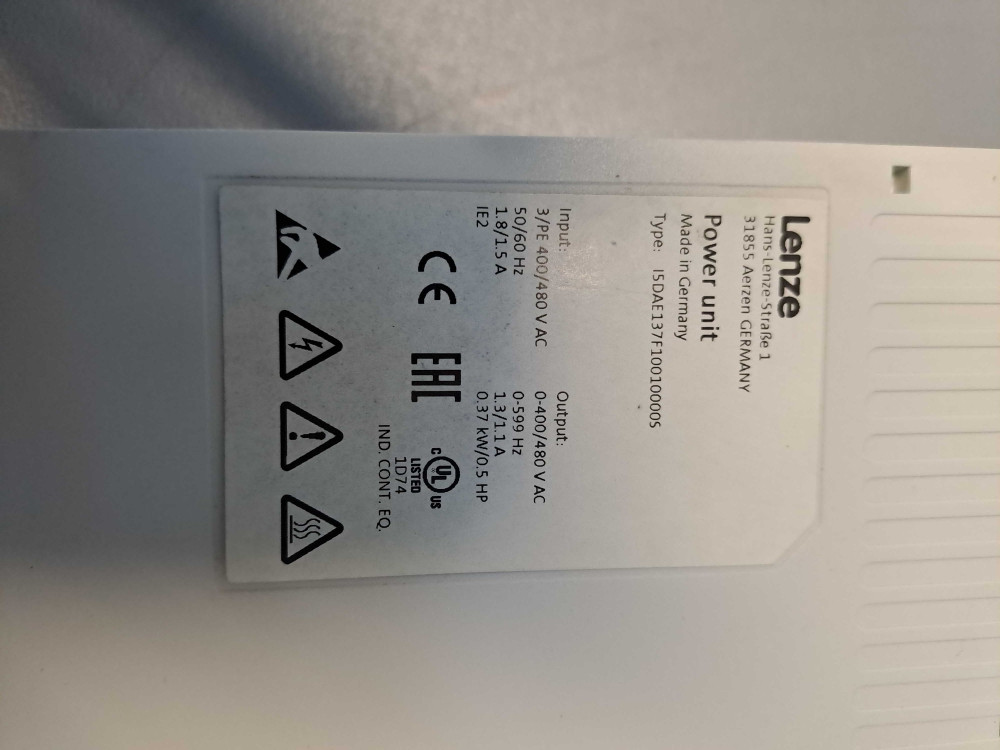 Lenze
Hans-Lenze-Straße 1
31855 Aerzen GERMANY
Power unit
Made in Germany
Type: I5DAE137F10010000S
Input:
3/PE 400/480 V AC
50/60 Hz
1.8/1.5 A
IE2
Output:
0-400/480 V AC
0-599 Hz
1.3/1.1 A
0.37 kW/0.5 HP
CE
EAC
c UL US
LISTED
1D74
IND. CONT. EQ.